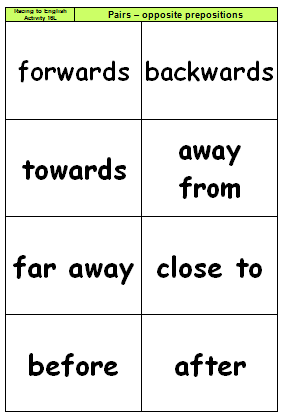 Racing to English
Activity 16L
Pairs – opposite prepositions
forwards
backwards
towards
away
from
far away
close to
before
after